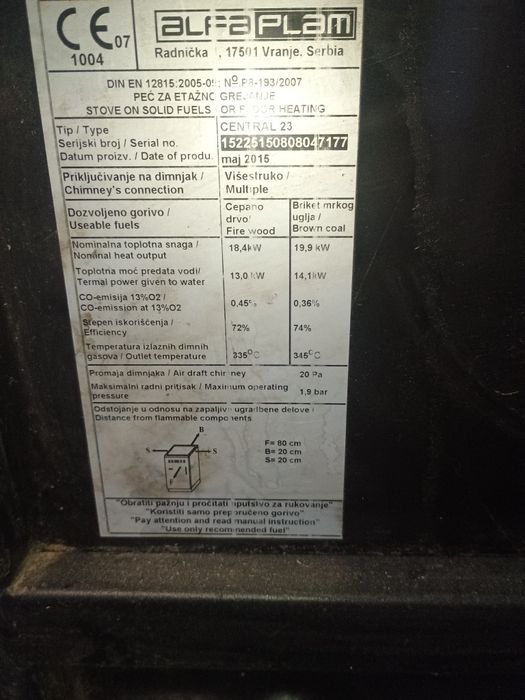 CE 07
1004
ALFA PLAM
Radnička , 17501 Vranje, Serbia
DIN EN 12815:2005-09; No.P8-193/2007
PEĆ ZA ETAŽNO GREJANJE
STOVE ON SOLID FUELS OR FLOOR HEATING
Tip / Type CENTRAL 23
Serijski broj / Serial no. 15225150808047177
Datum proizv. / Date of produ. maj 2015
Priključivanje na dimnjak / Višestruko /
Chimney's connection Multiple
Dozvoljeno gorivo / Cepano Briket mrkog
Useable fuels drvo/ uglja /
Fire wood Brown coal
Nominalna toplotna snaga / 18,4kW 19,9 kW
Nominal heat output
Toplotna moć predata vodi/ 13,0 kW 14,1kW
Termal power given to water
CO-emisija 13%O2 / 0,45% 0,36%
CO-emission at 13%O2
Stepen iskorišćenja / 72% 74%
Efficiency
Temperatura izlaznih dimnih 335°C 345°C
gasova / Outlet temperature
Promaja dimnjaka / Air draft chimney 20 Pa
Maksimalni radni pritisak / Maximum operating 1,9 bar
pressure
Odstojanje u odnosu na zapaljive ugradbene delove /
Distance from flammable components
B
S S
F= 80 cm
B= 20 cm
S= 20 cm
"Obratiti pažnju i pročitati uputstvo za rukovanje"
"Koristiti samo preporučeno gorivo"
"Pay attention and read manual instruction"
"Use only recommended fuel"